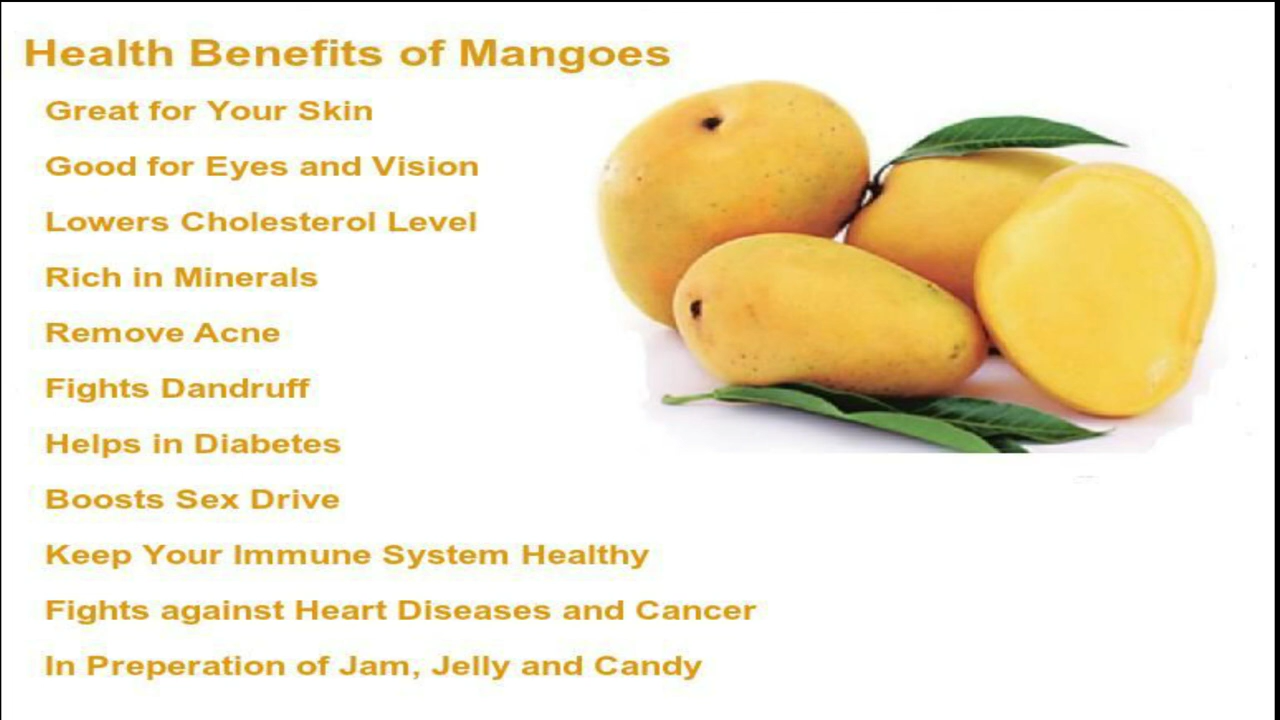 Health Benefits of Mangoes
Great for Your Skin
Good for Eyes and Vision
Lowers Cholesterol Level
Rich in Minerals
Remove Acne
Fights Dandruff
Helps in Diabetes
Boosts Sex Drive
Keep Your Immune System Healthy
Fights against Heart Diseases and Cancer
In Preperation of Jam, Jelly and Candy